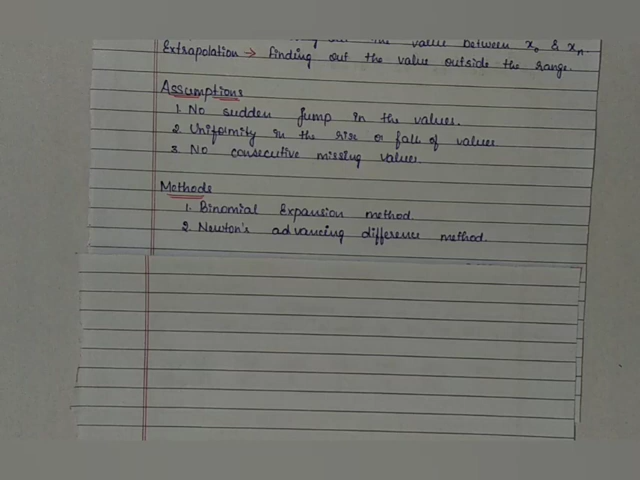 the value between x₀ & xₙ
Extrapolation → finding out the value outside the range.
Assumptions
1. No sudden jump in the values.
2. Uniformity in the rise or fall of values
3. No consecutive missing values.
Methods
1. Binomial Expansion method
2. Newton's advancing difference method.